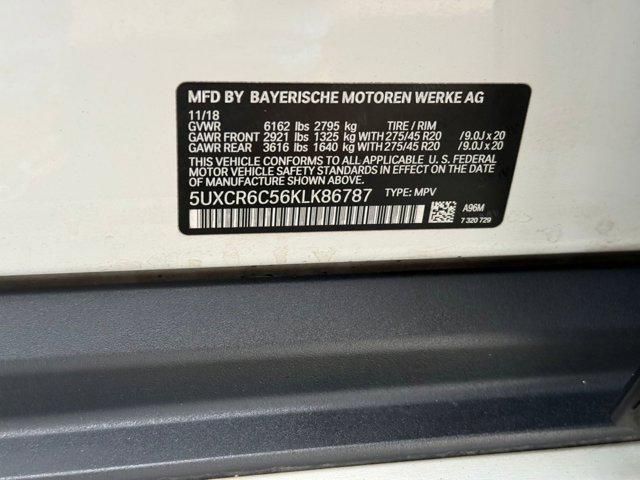 MFD BY BAYERISCHE MOTOREN WERKE AG
11/18
GVWR 6162 lbs 2795 kg TIRE / RIM
GAWR FRONT 2921 lbs 1325 kg WITH 275/45 R20 /9.0J x 20
GAWR REAR 3616 lbs 1640 kg WITH 275/45 R20 /9.0J x 20
THIS VEHICLE CONFORMS TO ALL APPLICABLE U. S. FEDERAL
MOTOR VEHICLE SAFETY STANDARDS IN EFFECT ON THE DATE
OF MANUFACTURE SHOWN ABOVE.
5UXCR6C56KLK86787 TYPE: MPV
A96M
7 320 729